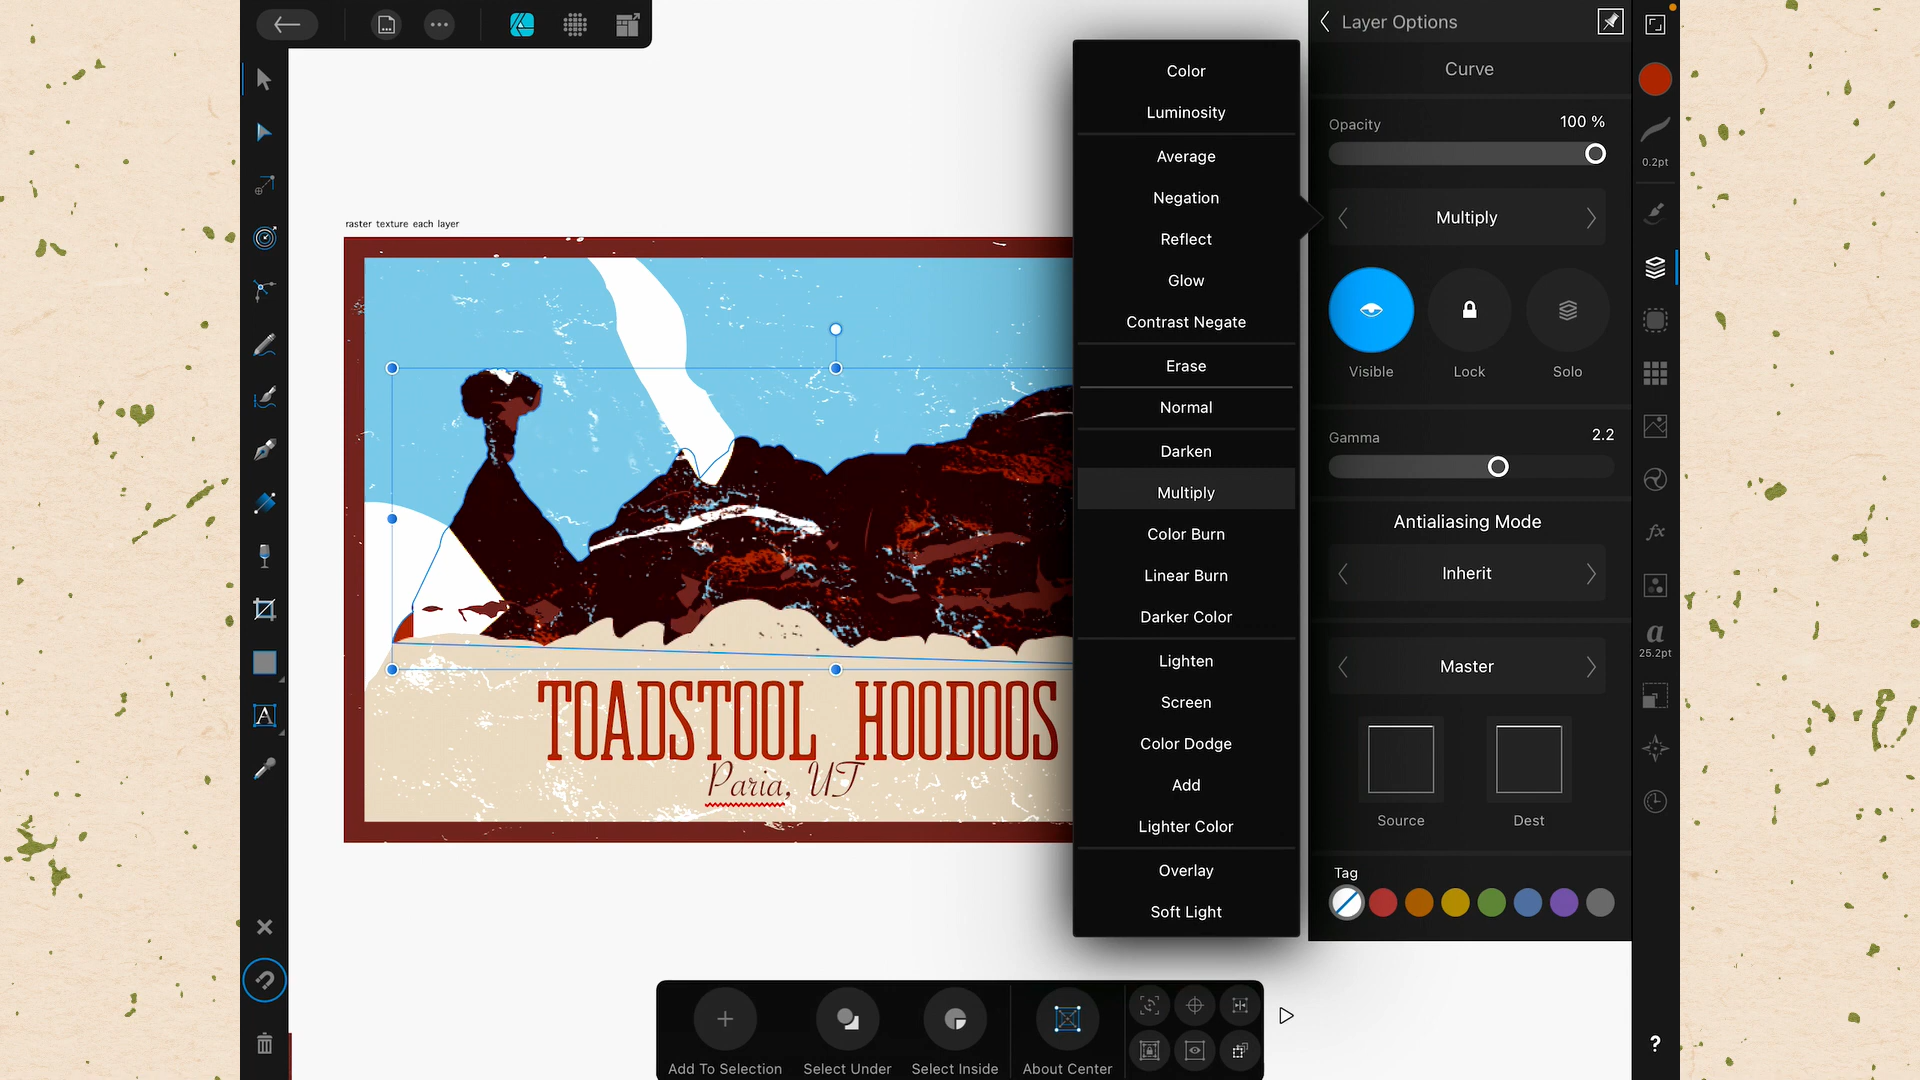 raster texture each layer
TOADSTOOL HOODOOS
Paria, UT
Color
Luminosity
Average
Negation
Reflect
Glow
Contrast Negate
Erase
Normal
Darken
Multiply
Color Burn
Linear Burn
Darker Color
Lighten
Screen
Color Dodge
Add
Lighter Color
Overlay
Soft Light
Layer Options
Curve
Opacity
100 %
Multiply
Visible
Lock
Solo
Gamma
2.2
Antialiasing Mode
Inherit
Master
Source
Dest
Tag
0.2pt
a
25.2pt
?
A
fx
Add To Selection
Select Under
Select Inside
About Center